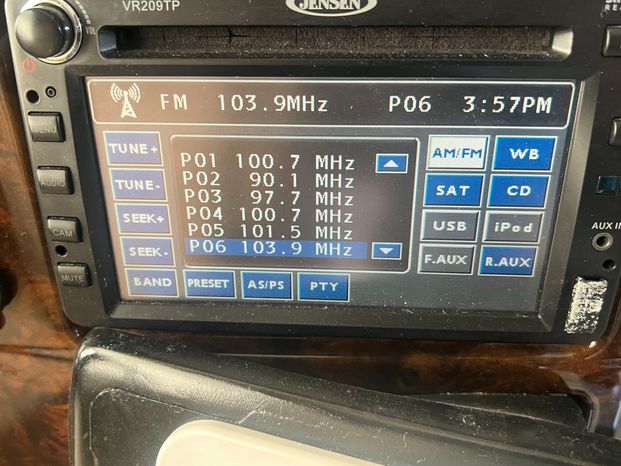 VR209TP
JENSEN
VOL
FM 103.9MHz P06 3:57PM
MENU
AUDIO
CAM
MUTE
TUNE+
TUNE-
SEEK+
SEEK-
BAND
P01 100.7 MHz
P02 90.1 MHz
P03 97.7 MHz
P04 100.7 MHz
P05 101.5 MHz
P06 103.9 MHz
PRESET AS/PS PTY
AM/FM WB
SAT CD
USB iPod
F.AUX R.AUX
AUX IN